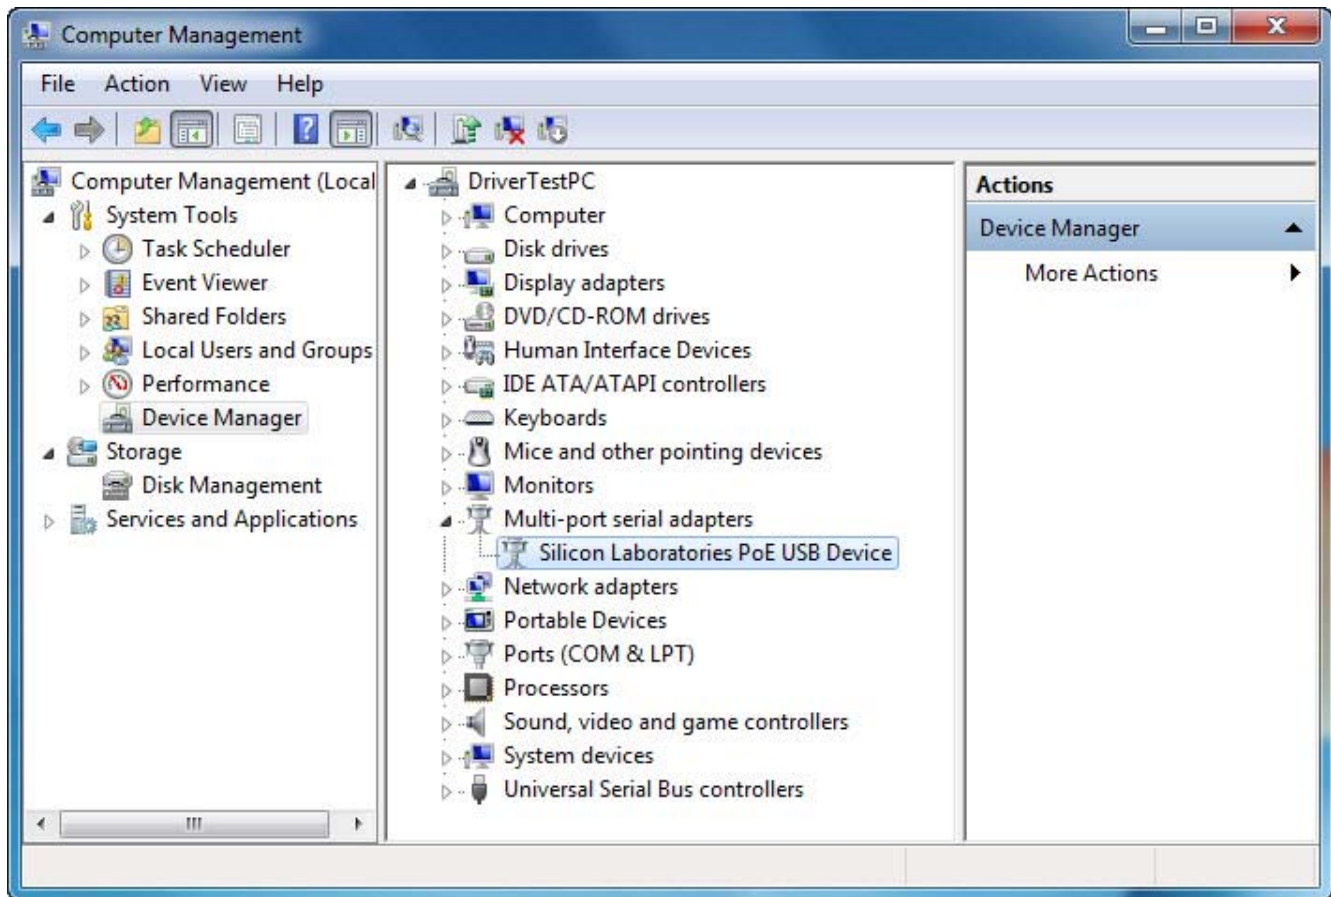 Computer Management
File Action View Help
Computer Management (Local
System Tools
Task Scheduler
Event Viewer
Shared Folders
Local Users and Groups
Performance
Device Manager
Storage
Disk Management
Services and Applications
DriverTestPC
Computer
Disk drives
Display adapters
DVD/CD-ROM drives
Human Interface Devices
IDE ATA/ATAPI controllers
Keyboards
Mice and other pointing devices
Monitors
Multi-port serial adapters
Silicon Laboratories PoE USB Device
Network adapters
Portable Devices
Ports (COM & LPT)
Processors
Sound, video and game controllers
System devices
Universal Serial Bus controllers
Actions
Device Manager
More Actions